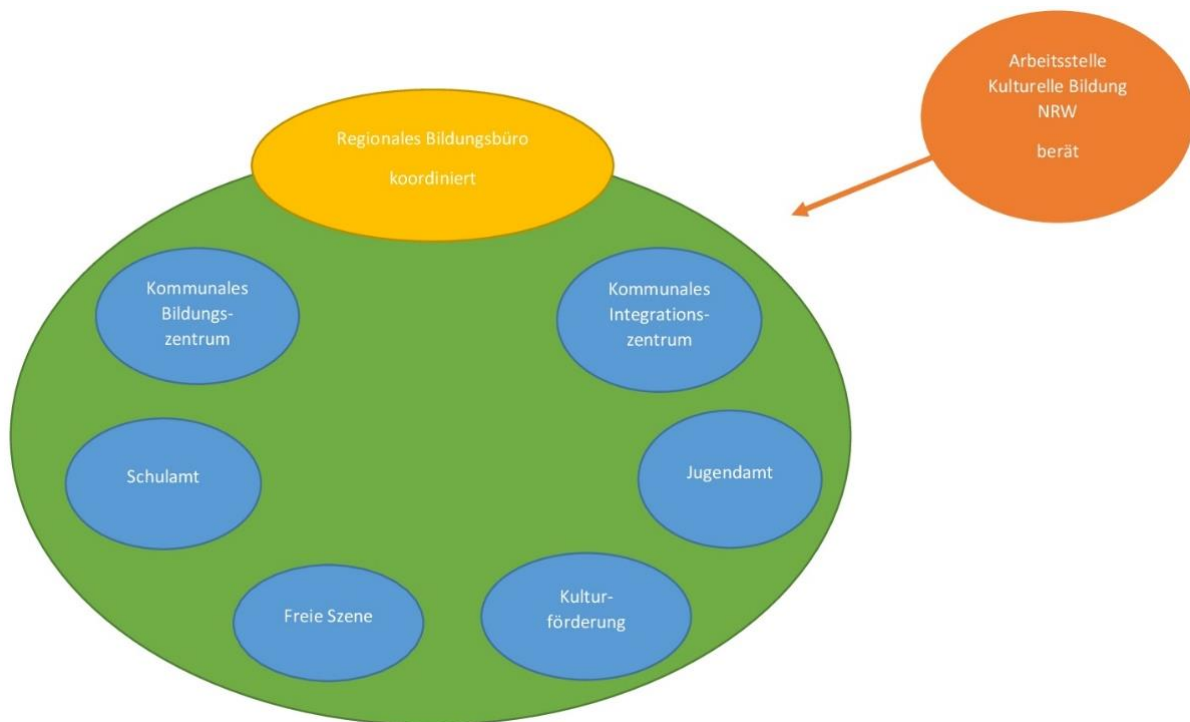 Arbeitsstelle
Kulturelle Bildung
NRW
berät
Regionales Bildungsbüro
koordiniert
Kommunales
Bildungs-
zentrum
Kommunales
Integrations-
zentrum
Schulamt
Jugendamt
Freie Szene
Kultur-
förderung